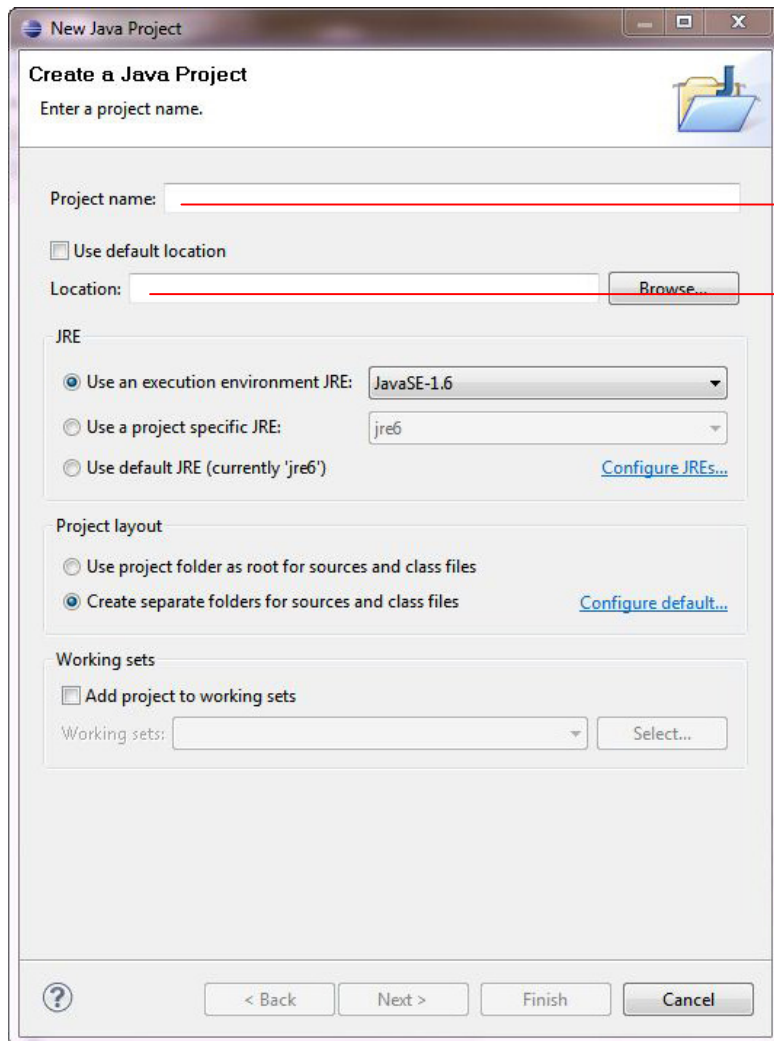 New Java Project
Create a Java Project
Enter a project name.
Project name:
Use default location
Location:
Browse...
JRE
Use an execution environment JRE:
JavaSE-1.6
Use a project specific JRE:
jre6
Use default JRE (currently 'jre6')
Configure JREs...
Project layout
Use project folder as root for sources and class files
Create separate folders for sources and class files
Configure default...
Working sets
Add project to working sets
Working sets:
Select...
?
< Back
Next >
Finish
Cancel